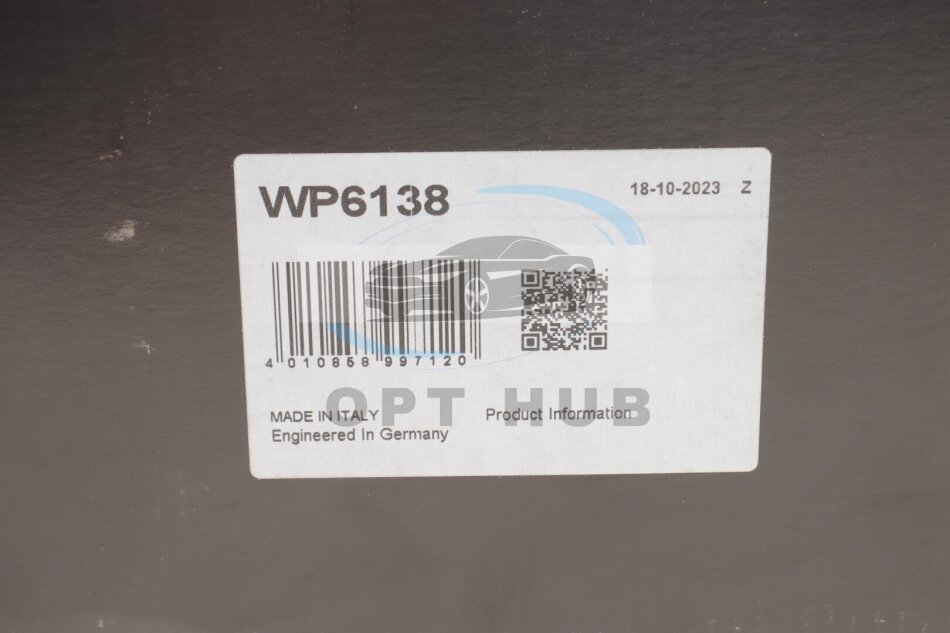 WP6138
18-10-2023 Z
4 010858 997120
OPT HUB
MADE IN ITALY
Product Information
Engineered In Germany